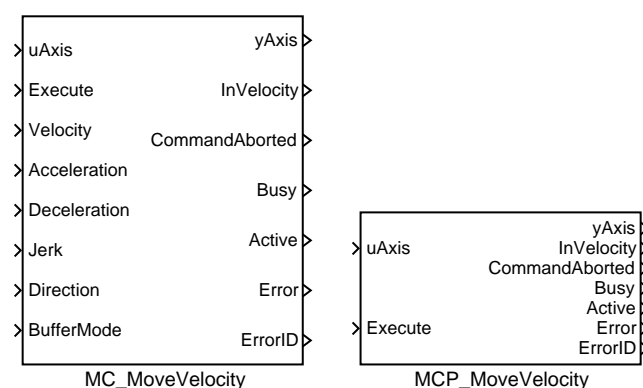 uAxis
Execute
Velocity
Acceleration
Deceleration
Jerk
Direction
BufferMode
yAxis
InVelocity
CommandAborted
Busy
Active
Error
ErrorID
MC_MoveVelocity
uAxis
Execute
yAxis
InVelocity
CommandAborted
Busy
Active
Error
ErrorID
MCP_MoveVelocity